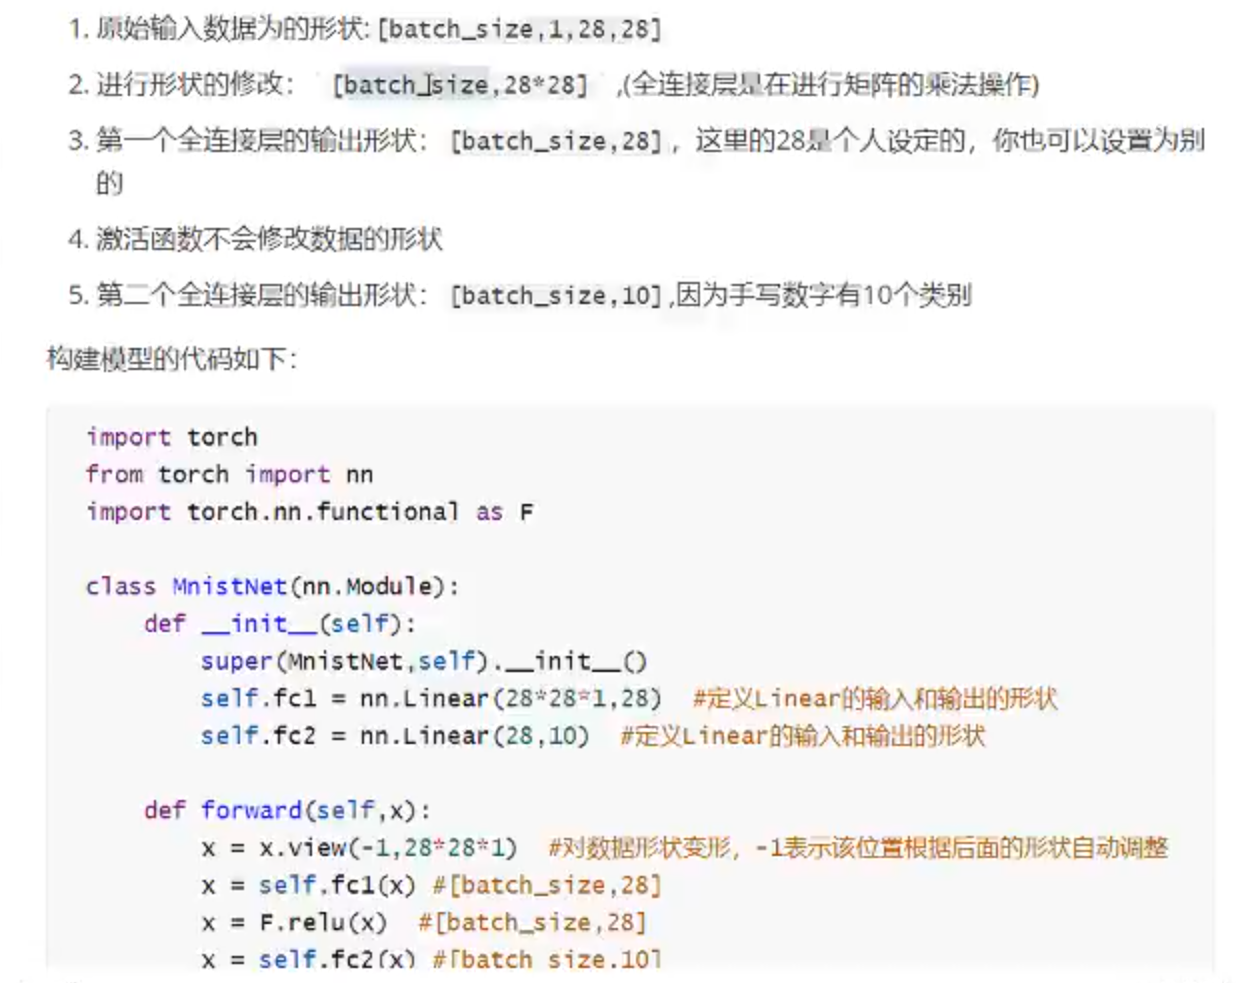 1. 原始输入数据为的形状: [batch_size,1,28,28]
2. 进行形状的修改： [batch_size,28*28] ,(全连接层是在进行矩阵的乘法操作)
3. 第一个全连接层的输出形状： [batch_size,28]，这里的28是个人设定的，你也可以设置为别
的
4. 激活函数不会修改数据的形状
5. 第二个全连接层的输出形状： [batch_size,10],因为手写数字有10个类别
构建模型的代码如下：
import torch
from torch import nn
import torch.nn.functional as F
class MnistNet(nn.Module):
def __init__(self):
super(MnistNet,self).__init__()
self.fc1 = nn.Linear(28*28*1,28) #定义Linear的输入和输出的形状
self.fc2 = nn.Linear(28,10) #定义Linear的输入和输出的形状
def forward(self,x):
x = x.view(-1,28*28*1) #对数据形状变形，-1表示该位置根据后面的形状自动调整
x = self.fc1(x) #[batch_size,28]
x = F.relu(x) #[batch_size,28]
x = self.fc2(x) #[batch_size,10]